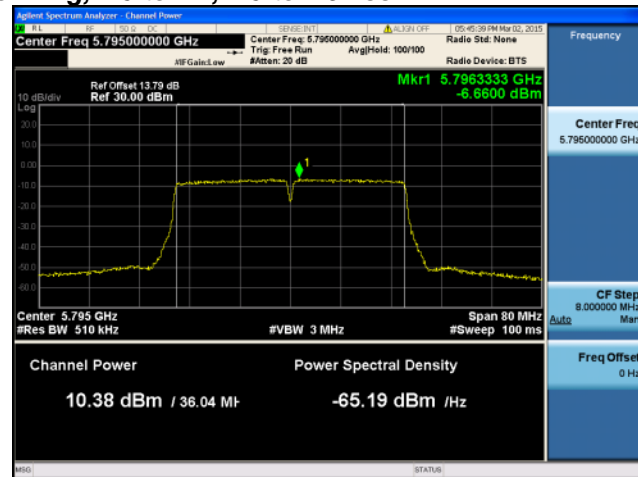 Agilent Spectrum Analyzer - Channel Power
RL RF 50 Ω DC SENSE:INT ALIGN OFF 05:45:39 PM Mar 02, 2015
Center Freq 5.795000000 GHz
Center Freq: 5.795000000 GHz
Radio Std: None
Trig: Free Run Avg|Hold: 100/100
#IFGain:Low #Atten: 20 dB Radio Device: BTS
Frequency
Mkr1 5.7963333 GHz
-6.6600 dBm
Ref Offset 13.79 dB
10 dB/div Ref 30.00 dBm
Log
20.0
10.0
0.00
-10.0
-20.0
-30.0
-40.0
-50.0
-60.0
1
Center Freq
5.795000000 GHz
Center 5.795 GHz Span 80 MHz
#Res BW 510 kHz #VBW 3 MHz #Sweep 100 ms
CF Step
8.000000 MHz
Auto Man
Channel Power Power Spectral Density
10.38 dBm / 36.04 MH -65.19 dBm /Hz
Freq Offset
0 Hz
MSG STATUS